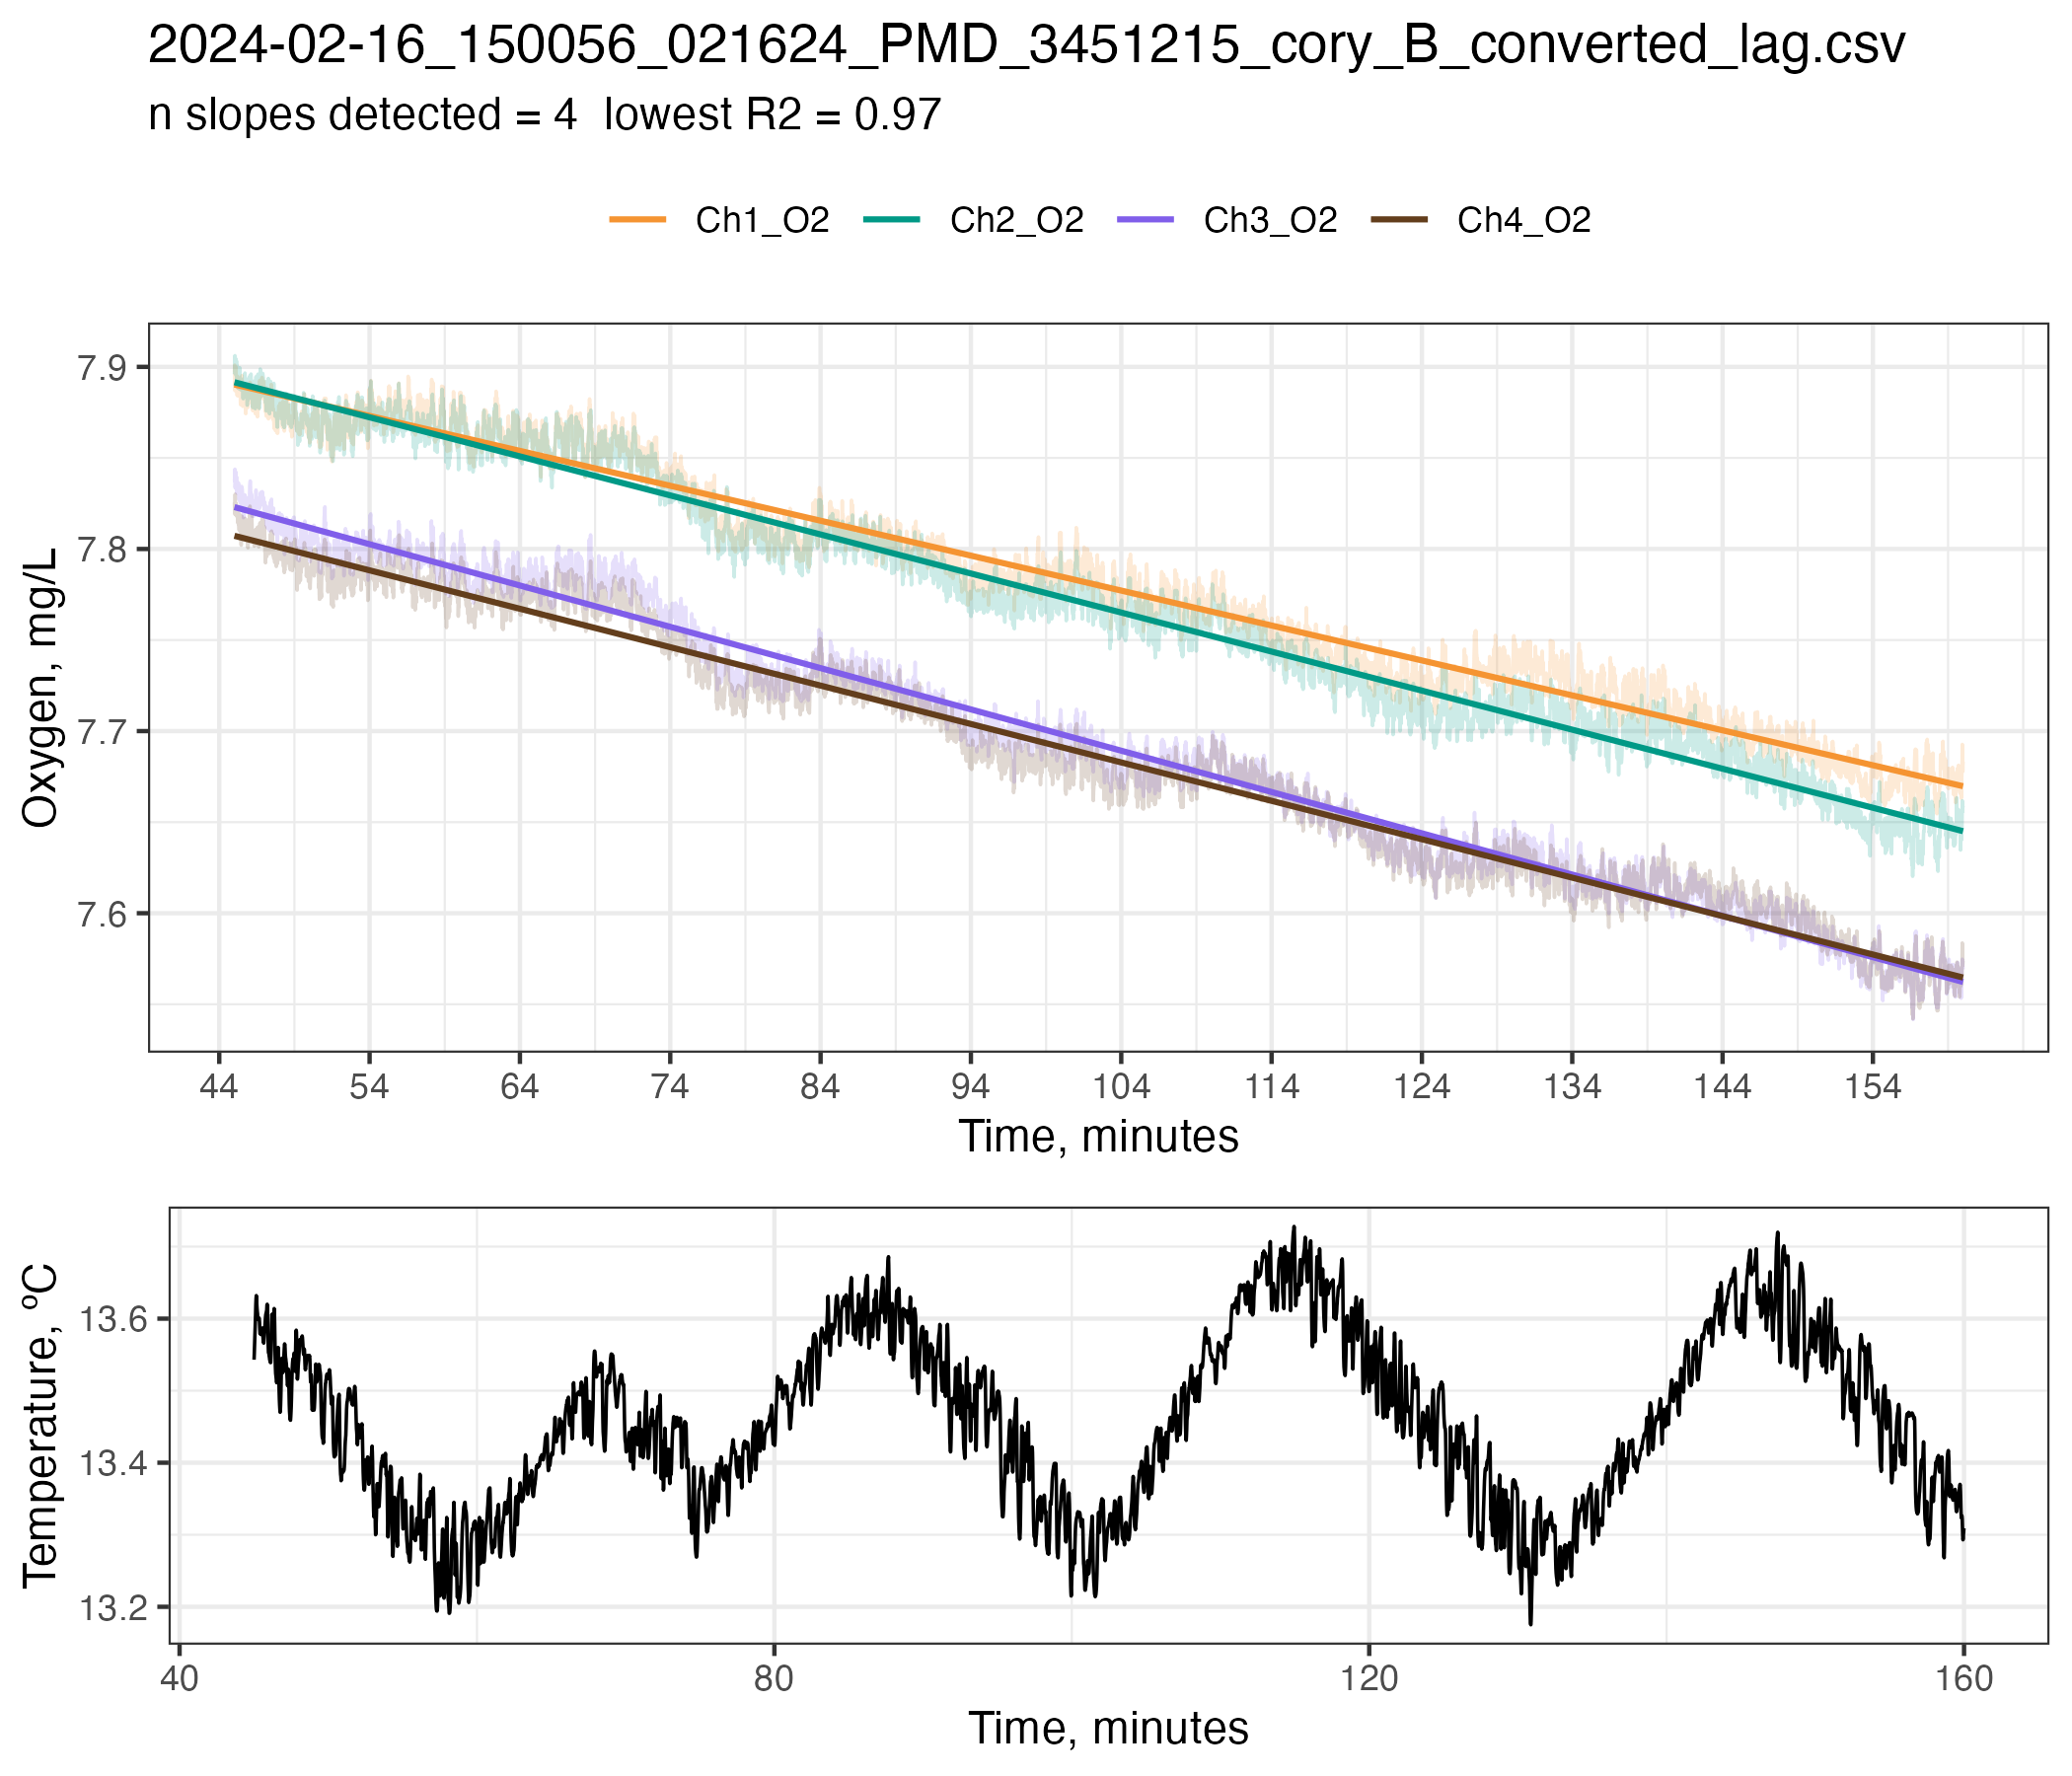 2024-02-16_150056_021624_PMD_3451215_cory_B_converted_lag.csv
n slopes detected = 4  lowest R2 = 0.97
Ch1_O2 Ch2_O2 Ch3_O2 Ch4_O2
Oxygen, mg/L
7.9
7.8
7.7
7.6
44 54 64 74 84 94 104 114 124 134 144 154
Time, minutes
Temperature, ºC
13.6
13.4
13.2
40 80 120 160
Time, minutes